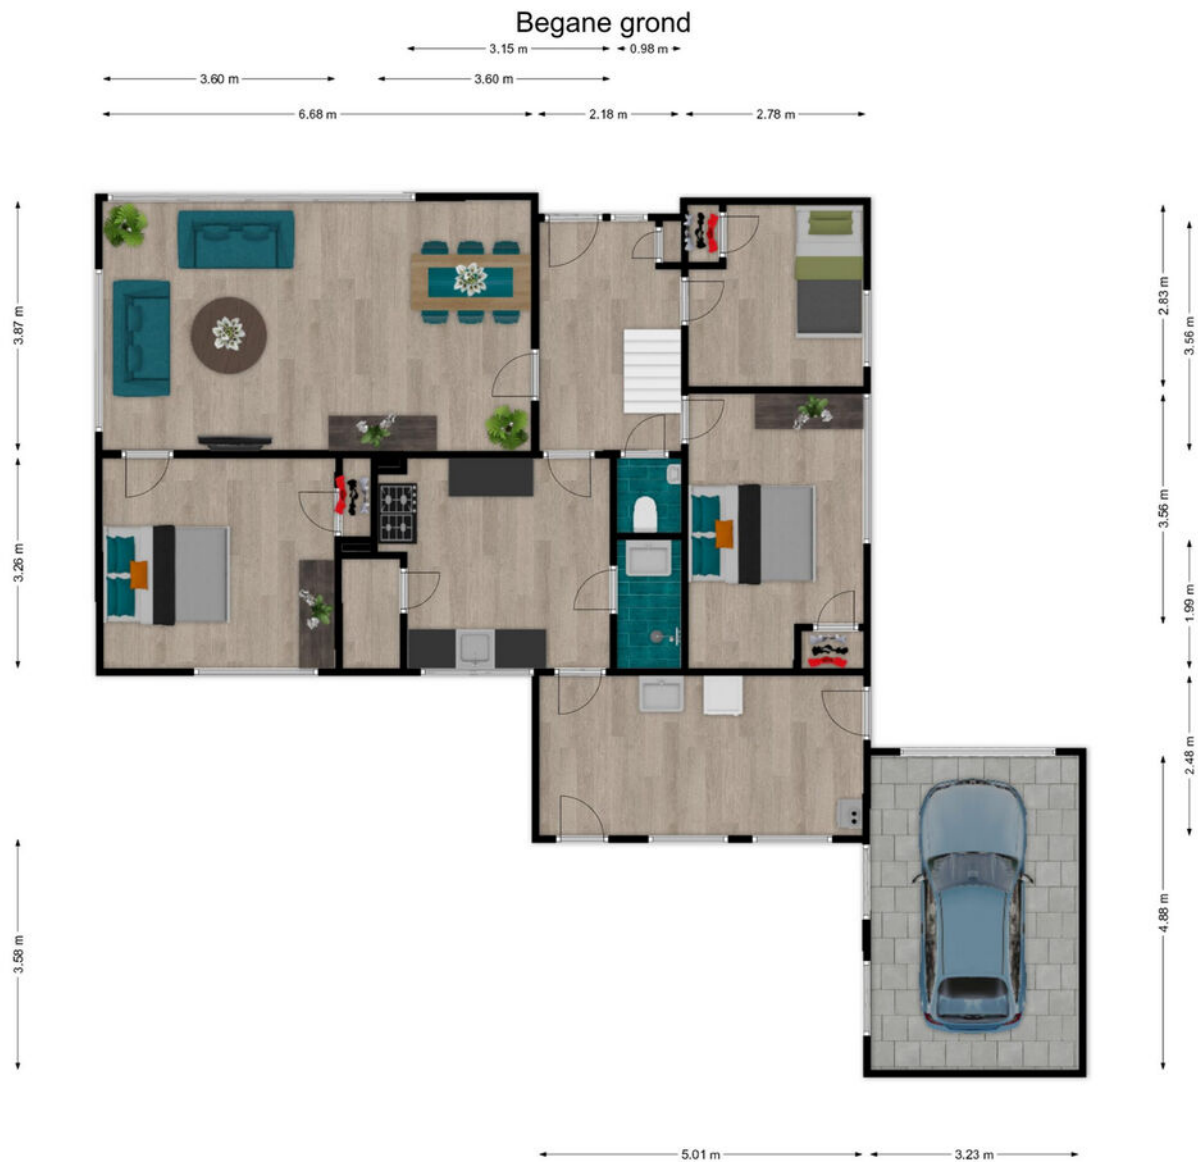 Begane grond
3.15 m
0.98 m
3.60 m
3.60 m
6.68 m
2.18 m
2.78 m
3.87 m
3.26 m
3.58 m
2.83 m
3.56 m
3.56 m
1.99 m
2.48 m
4.88 m
5.01 m
3.23 m